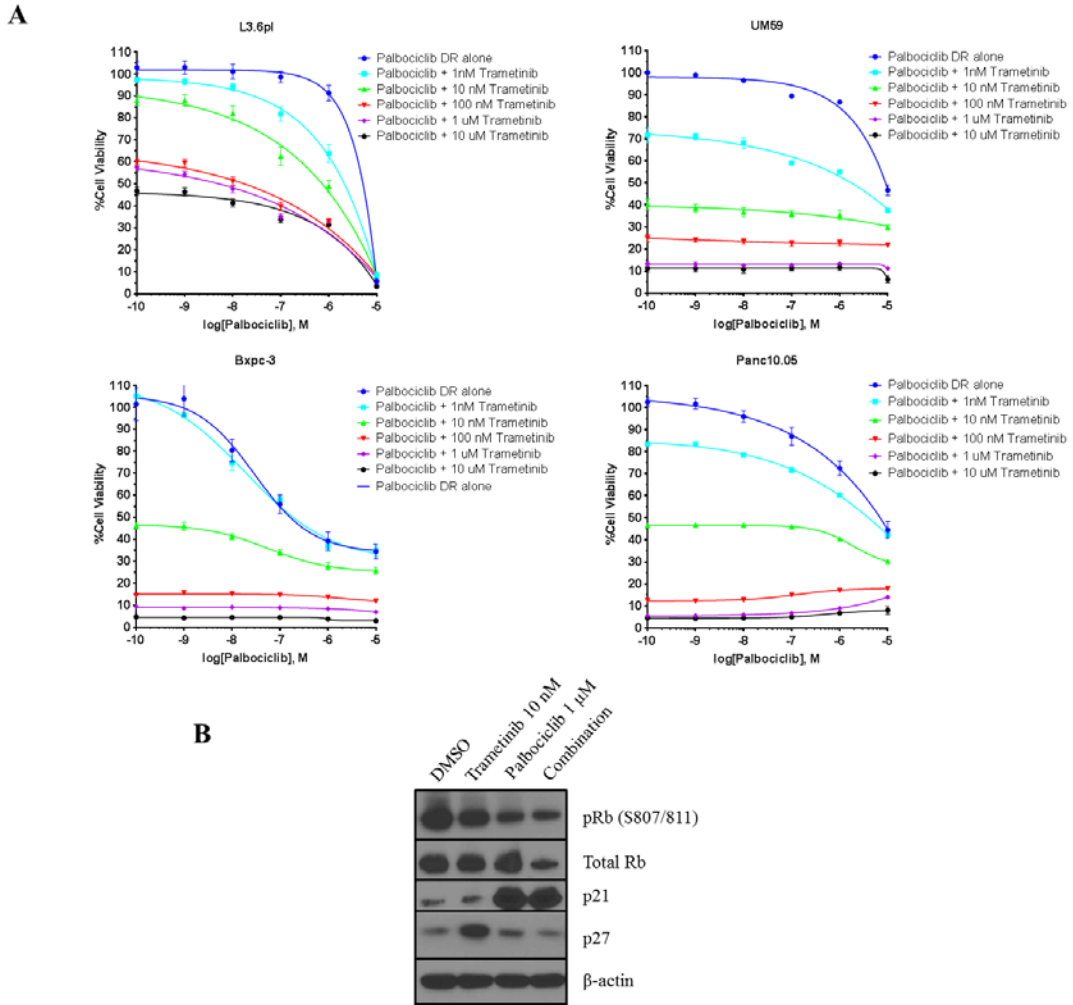 A
L3.6pl
110
100
90
80
70
60
50
40
30
20
10
0
%Cell Viability
-10 -9 -8 -7 -6 -5
log[Palbociclib], M
Palbociclib DR alone
Palbociclib + 1nM Trametinib
Palbociclib + 10 nM Trametinib
Palbociclib + 100 nM Trametinib
Palbociclib + 1 uM Trametinib
Palbociclib + 10 uM Trametinib
UM59
110
100
90
80
70
60
50
40
30
20
10
0
%Cell Viability
-10 -9 -8 -7 -6 -5
log[Palbociclib], M
Palbociclib DR alone
Palbociclib + 1nM Trametinib
Palbociclib + 10 nM Trametinib
Palbociclib + 100 nM Trametinib
Palbociclib + 1 uM Trametinib
Palbociclib + 10 uM Trametinib
Bxpc-3
110
100
90
80
70
60
50
40
30
20
10
0
%Cell Viability
-10 -9 -8 -7 -6 -5
log[Palbociclib], M
Palbociclib DR alone
Palbociclib + 1nM Trametinib
Palbociclib + 10 nM Trametinib
Palbociclib + 100 nM Trametinib
Palbociclib + 1 uM Trametinib
Palbociclib + 10 uM Trametinib
Palbociclib DR alone
Panc10.05
110
100
90
80
70
60
50
40
30
20
10
0
%Cell Viability
-10 -9 -8 -7 -6 -5
log[Palbociclib], M
Palbociclib DR alone
Palbociclib + 1nM Trametinib
Palbociclib + 10 nM Trametinib
Palbociclib + 100 nM Trametinib
Palbociclib + 1 uM Trametinib
Palbociclib + 10 uM Trametinib
B
DMSO
Trametinib 10 nM
Palbociclib 1 μM
Combination
pRb (S807/811)
Total Rb
p21
p27
β-actin